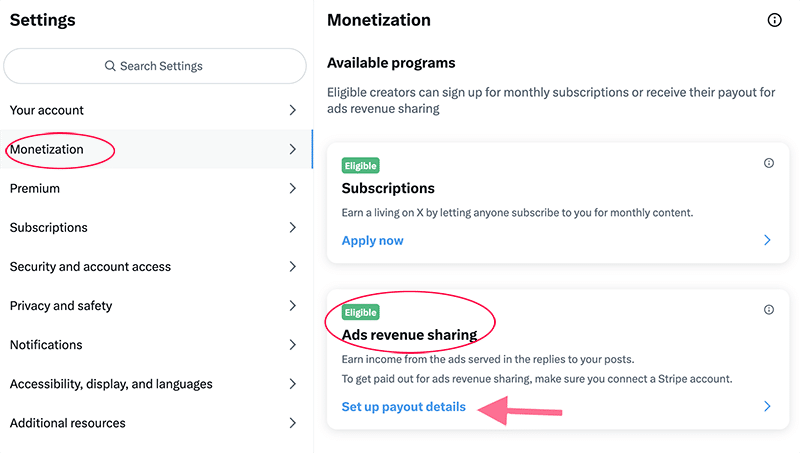 Settings
Search Settings
Your account
Monetization
Premium
Subscriptions
Security and account access
Privacy and safety
Notifications
Accessibility, display, and languages
Additional resources
Monetization
Available programs
Eligible creators can sign up for monthly subscriptions or receive their payout for
ads revenue sharing
Eligible
Subscriptions
Earn a living on X by letting anyone subscribe to you for monthly content.
Apply now
Eligible
Ads revenue sharing
Earn income from the ads served in the replies to your posts.
To get paid out for ads revenue sharing, make sure you connect a Stripe account.
Set up payout details